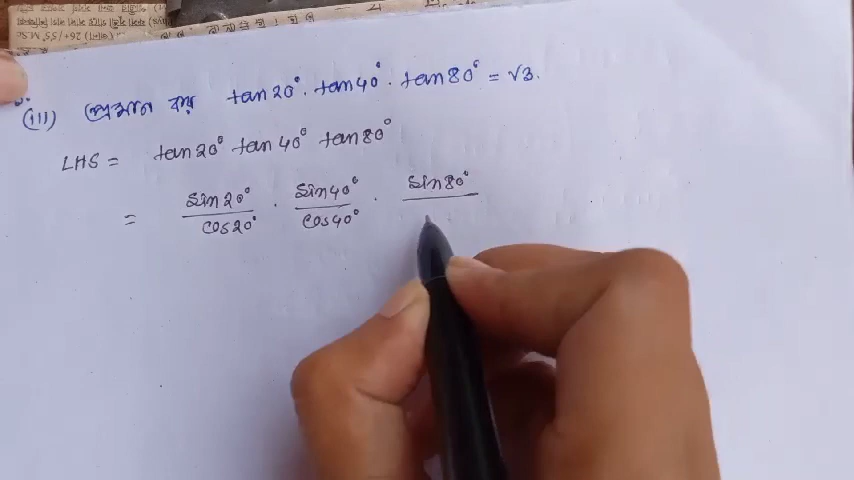 (III) প্রমাণ কর tan20°. tan40°. tan80° = √3.
LHS = tan20° tan40° tan80°
= sin20°/cos20° . sin40°/cos40° . sin80°/